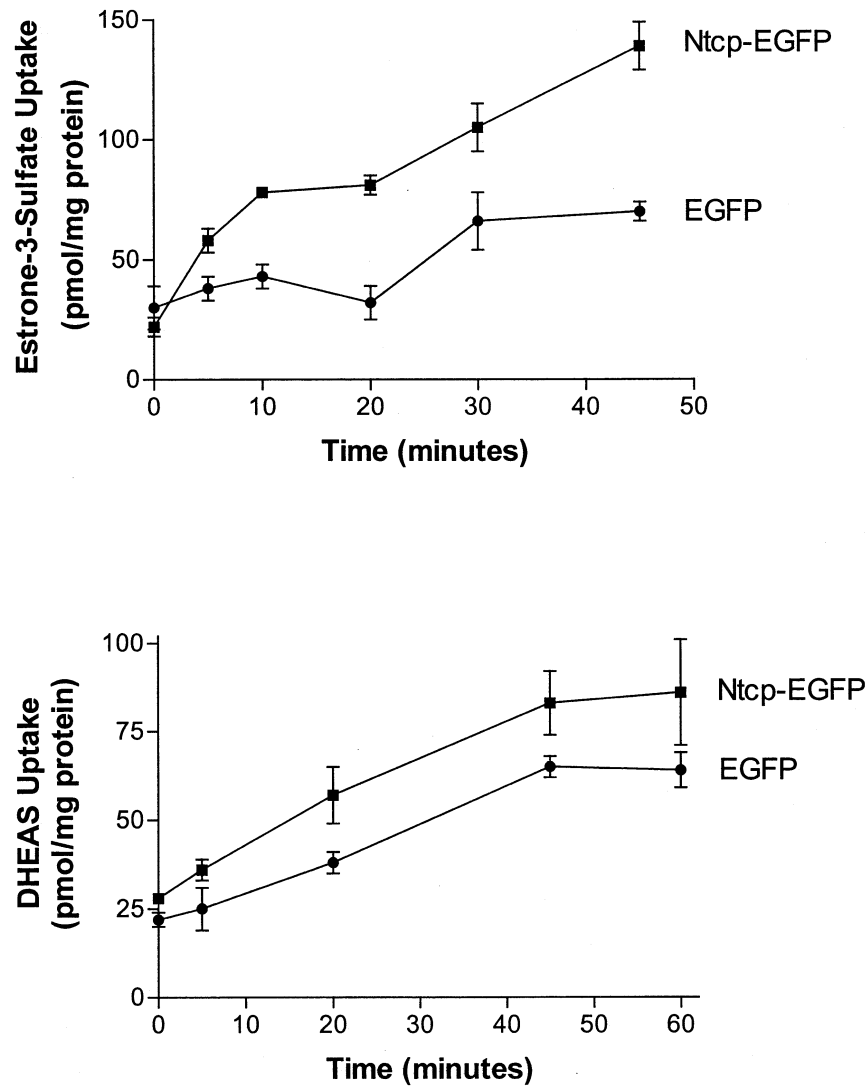 Estrone-3-Sulfate Uptake
(pmol/mg protein)
150
100
50
0
Ntcp-EGFP
EGFP
0 10 20 30 40 50
Time (minutes)
DHEAS Uptake
(pmol/mg protein)
100
75
50
25
0
Ntcp-EGFP
EGFP
0 10 20 30 40 50 60
Time (minutes)